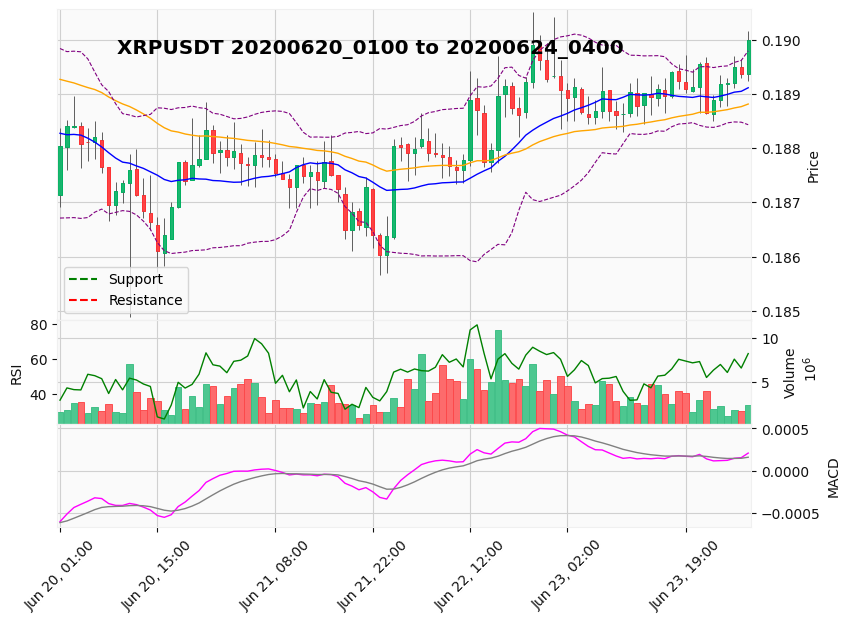 XRPUSDT 20200620_0100 to 20200624_0400
0.190
0.189
0.188
0.187
0.186
0.185
Price
Support
Resistance
80
60
40
RSI
10
5
Volume
10^6
0.0005
0.0000
−0.0005
MACD
Jun 20, 01:00
Jun 20, 15:00
Jun 21, 08:00
Jun 21, 22:00
Jun 22, 12:00
Jun 23, 02:00
Jun 23, 19:00